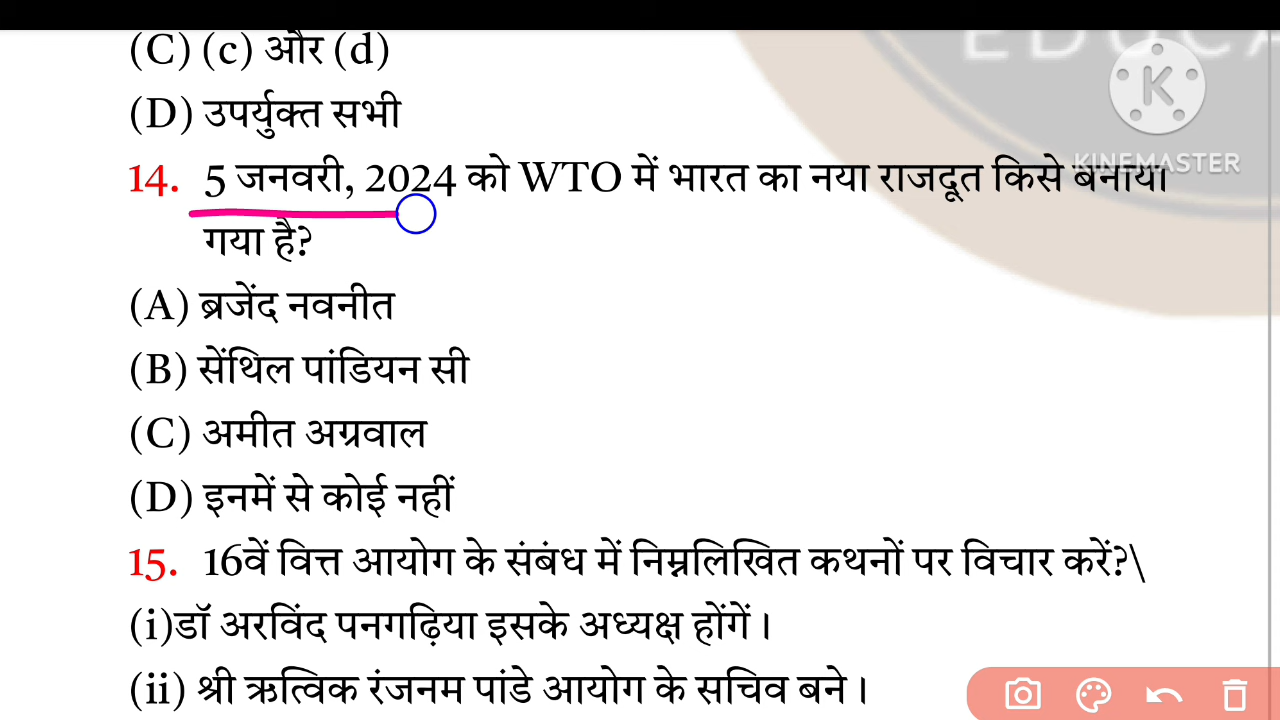 EDUCA
(C) (c) और (d)
(D) उपर्युक्त सभी
KINEMASTER
14. 5 जनवरी, 2024 को WTO में भारत का नया राजदूत किसे बनाया
गया है?
(A) ब्रजेंद नवनीत
(B) सेंथिल पांडियन सी
(C) अमीत अग्रवाल
(D) इनमें से कोई नहीं
15. 16वें वित्त आयोग के संबंध में निम्नलिखित कथनों पर विचार करें?\
(i)डॉ अरविंद पनगढ़िया इसके अध्यक्ष होंगें।
(ii) श्री ऋत्विक रंजनम पांडे आयोग के सचिव बने।